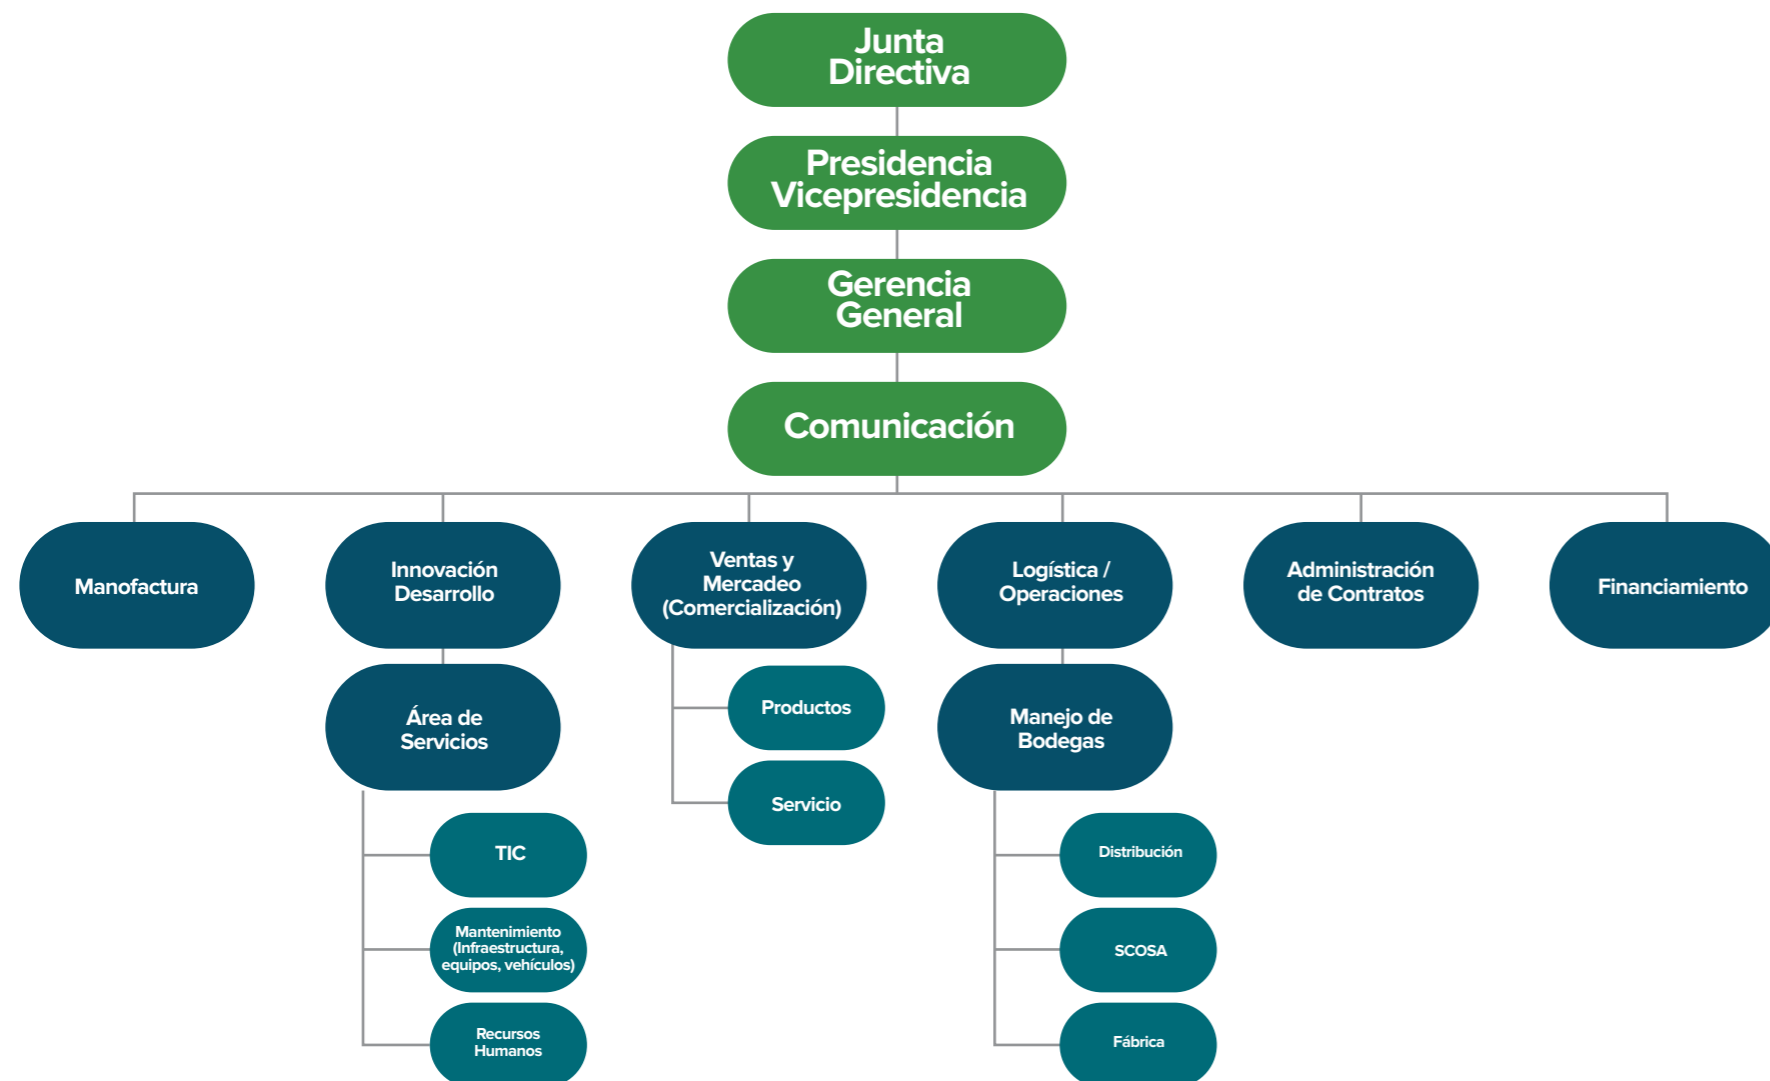 Junta
Directiva
Presidencia
Vicepresidencia
Gerencia
General
Comunicación
Manofactura
Innovación
Desarrollo
Ventas y
Mercadeo
(Comercialización)
Logística /
Operaciones
Administración
de Contratos
Financiamiento
Área de
Servicios
Productos
Servicio
Manejo de
Bodegas
TIC
Mantenimiento
(Infraestructura,
equipos, vehículos)
Recursos
Humanos
Distribución
SCOSA
Fábrica